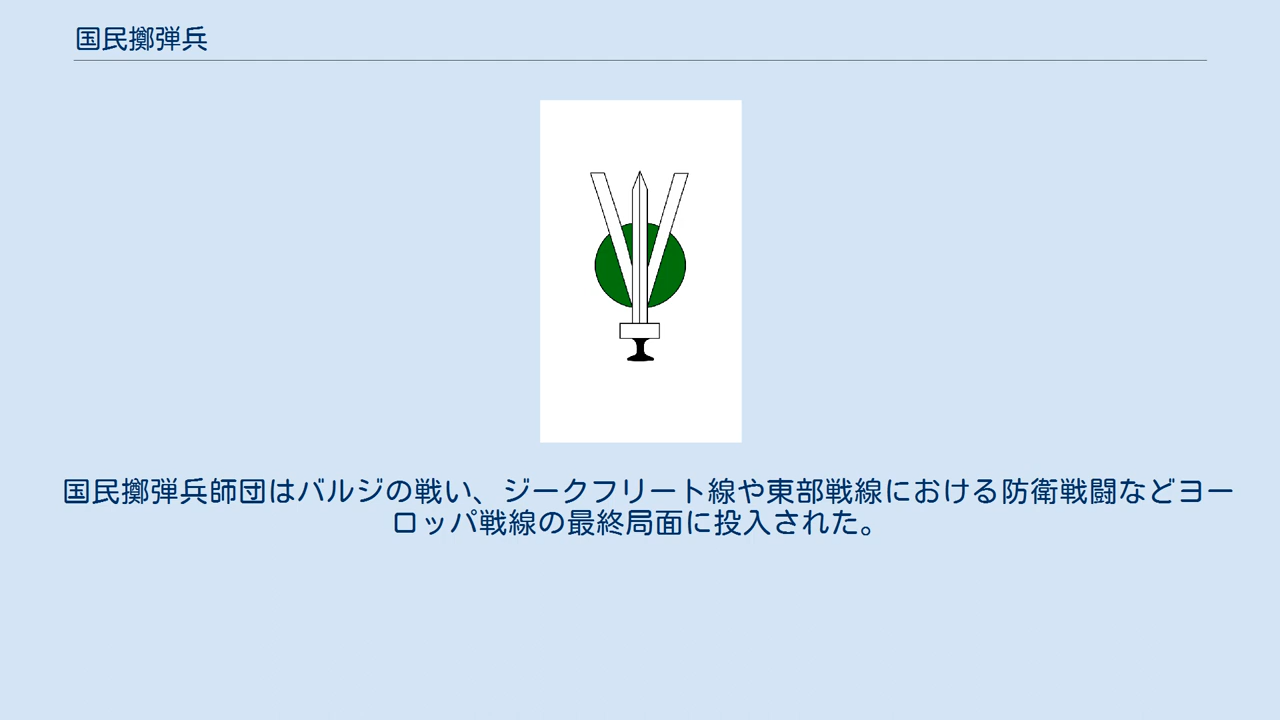 国民擲弾兵
国民擲弾兵師団はバルジの戦い、ジークフリート線や東部戦線における防衛戦闘などヨー
ロッパ戦線の最終局面に投入された。